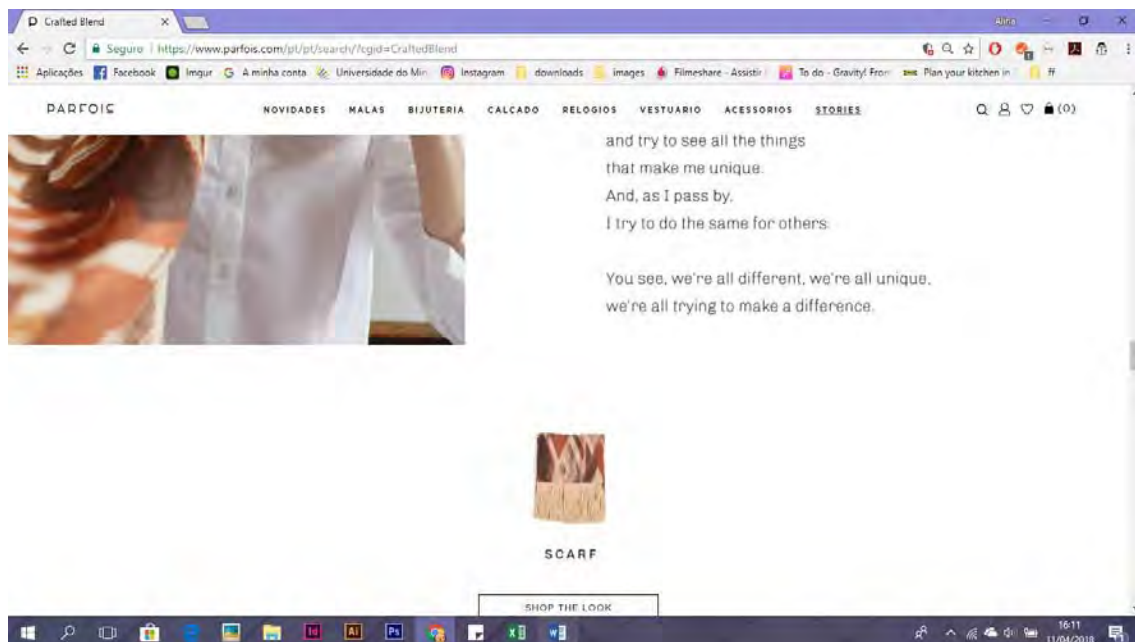 Crafted Blend
Seguro | https://www.parfois.com/pt/pt/search/?cgid=CraftedBlend
Aplicações Facebook Imgur A minha conta Universidade do Min Instagram downloads images Filmeshare - Assistir To do - Gravity! Fron Plan your kitchen in ff
PARFOIS NOVIDADES MALAS BIJUTERIA CALCADO RELOGIOS VESTUARIO ACESSORIOS STORIES (0)
and try to see all the things
that make me unique.
And, as I pass by,
I try to do the same for others.
You see, we're all different, we're all unique,
we're all trying to make a difference.
SCARF
SHOP THE LOOK
Id Ai Ps
16:11
11/04/2018